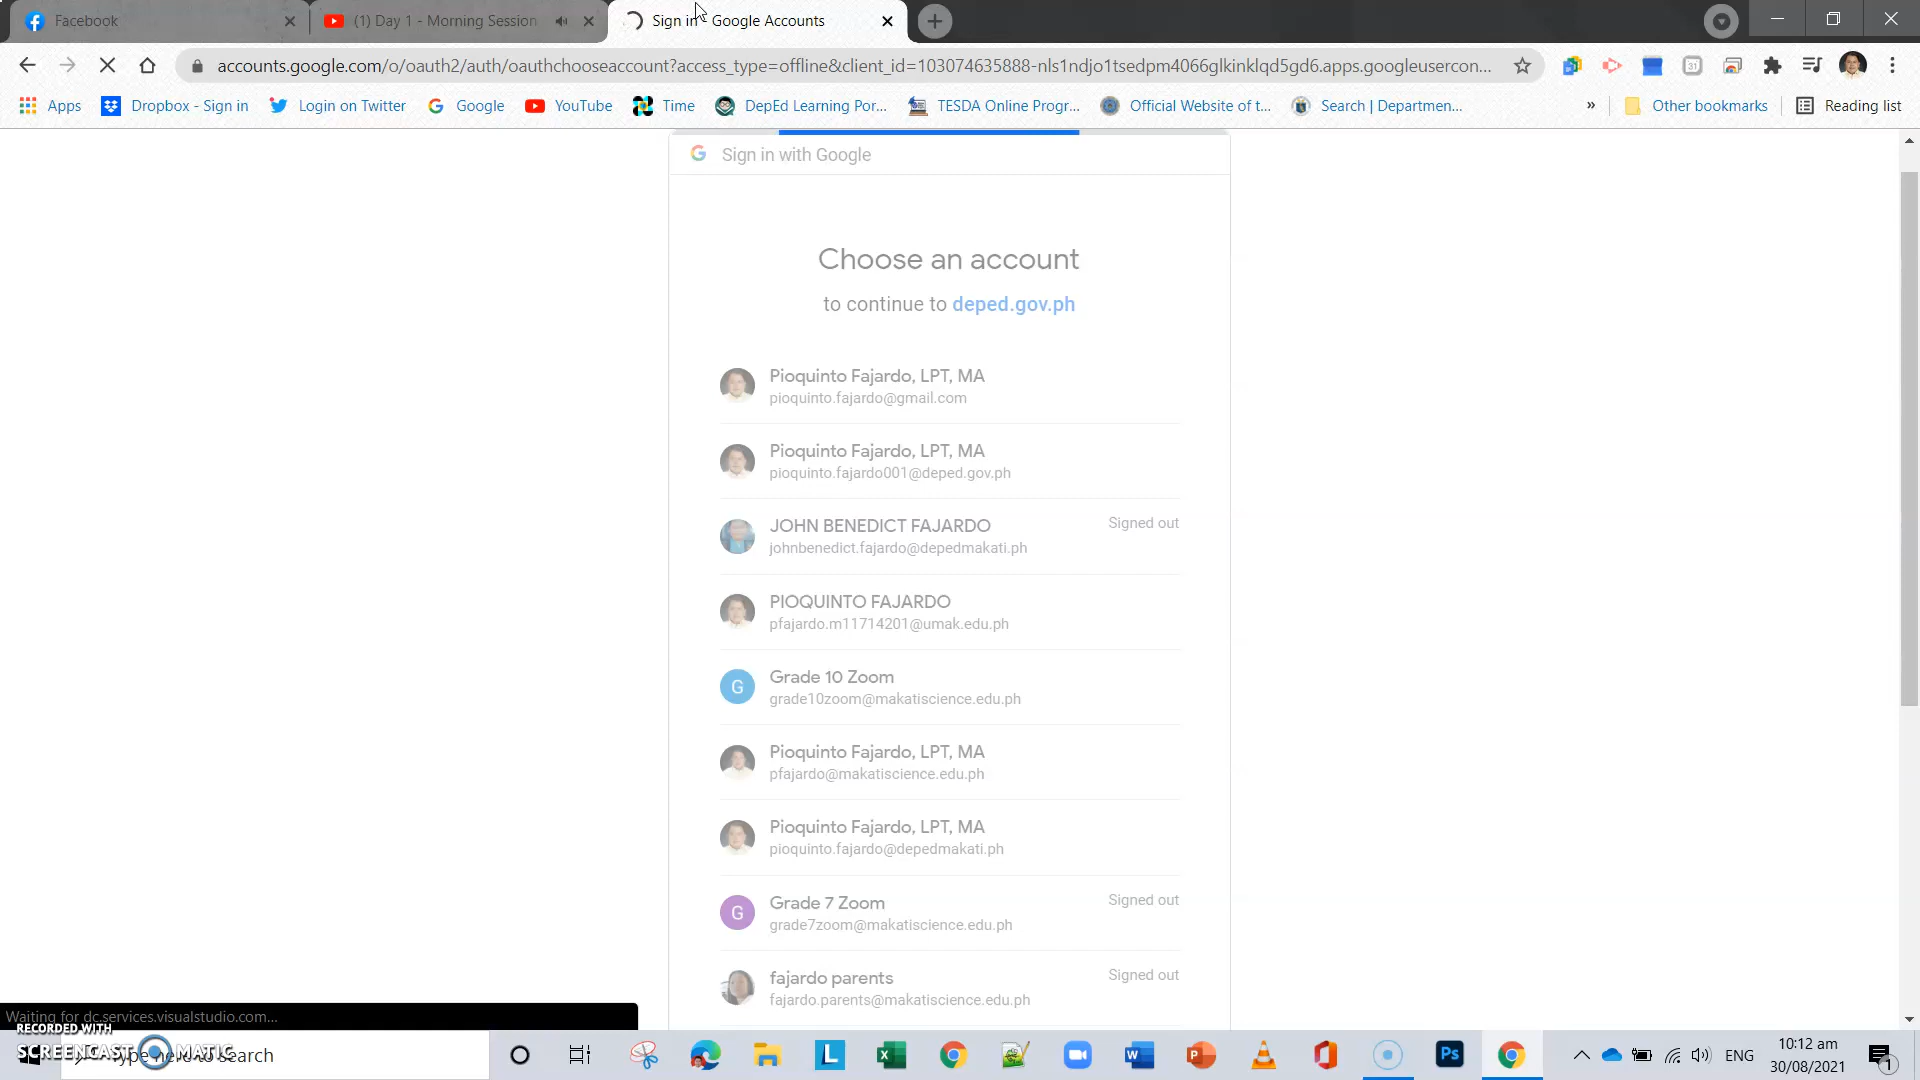 Facebook
(1) Day 1 - Morning Session
Sign in Google Accounts
accounts.google.com/o/oauth2/auth/oauthchooseaccount?access_type=offline&client_id=103074635888-nls1ndjo1tsedpm4066glkinklqd5gd6.apps.googleusercon...
Apps
Dropbox - Sign in
Login on Twitter
Google
YouTube
Time
DepEd Learning Por...
TESDA Online Progr...
Official Website of t...
Search | Departmen...
»
Other bookmarks
Reading list
Sign in with Google
Choose an account
to continue to deped.gov.ph
Pioquinto Fajardo, LPT, MA
pioquinto.fajardo@gmail.com
Pioquinto Fajardo, LPT, MA
pioquinto.fajardo001@deped.gov.ph
JOHN BENEDICT FAJARDO
Signed out
johnbenedict.fajardo@depedmakati.ph
PIOQUINTO FAJARDO
pfajardo.m11714201@umak.edu.ph
G
Grade 10 Zoom
grade10zoom@makatiscience.edu.ph
Pioquinto Fajardo, LPT, MA
pfajardo@makatiscience.edu.ph
Pioquinto Fajardo, LPT, MA
pioquinto.fajardo@depedmakati.ph
G
Grade 7 Zoom
Signed out
grade7zoom@makatiscience.edu.ph
fajardo parents
Signed out
fajardo.parents@makatiscience.edu.ph
Waiting for dc.services.visualstudio.com...
RECORDED WITH
SCREENCAST MATIC
Type here to search
ENG
10:12 am
30/08/2021